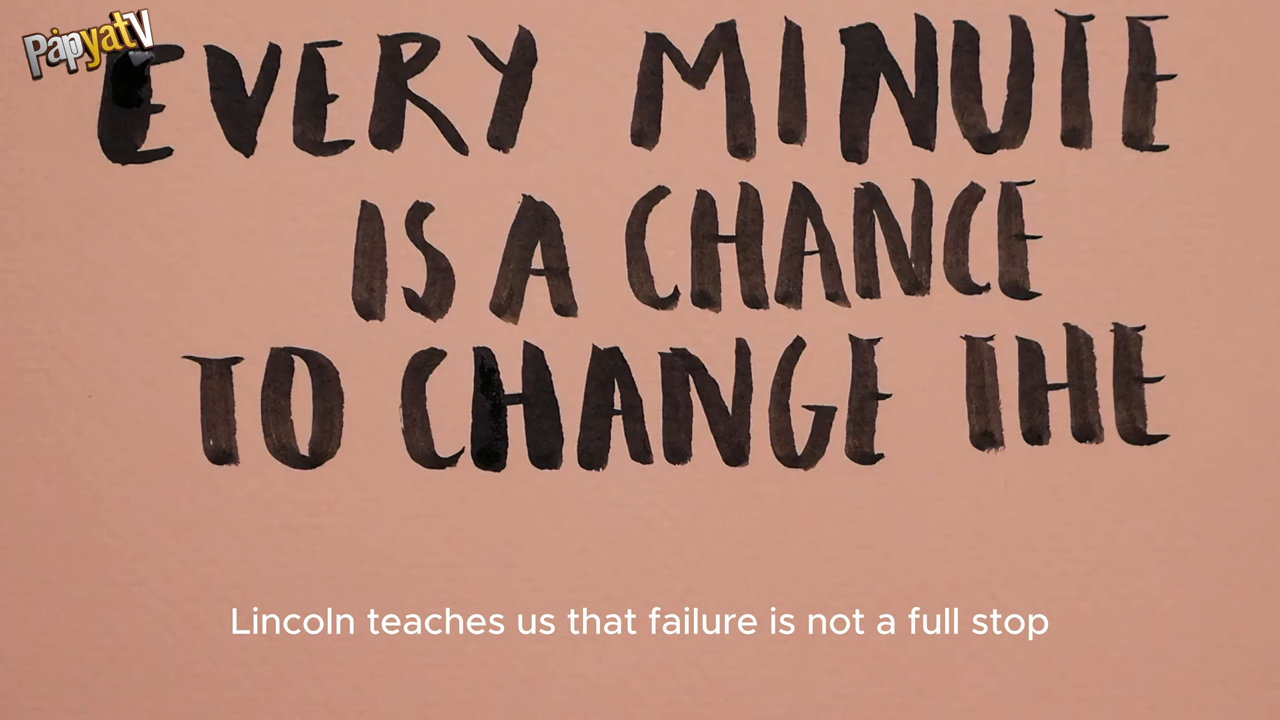 PapyatV
EVERY MINUTE
IS A CHANCE
TO CHANGE THE
Lincoln teaches us that failure is not a full stop